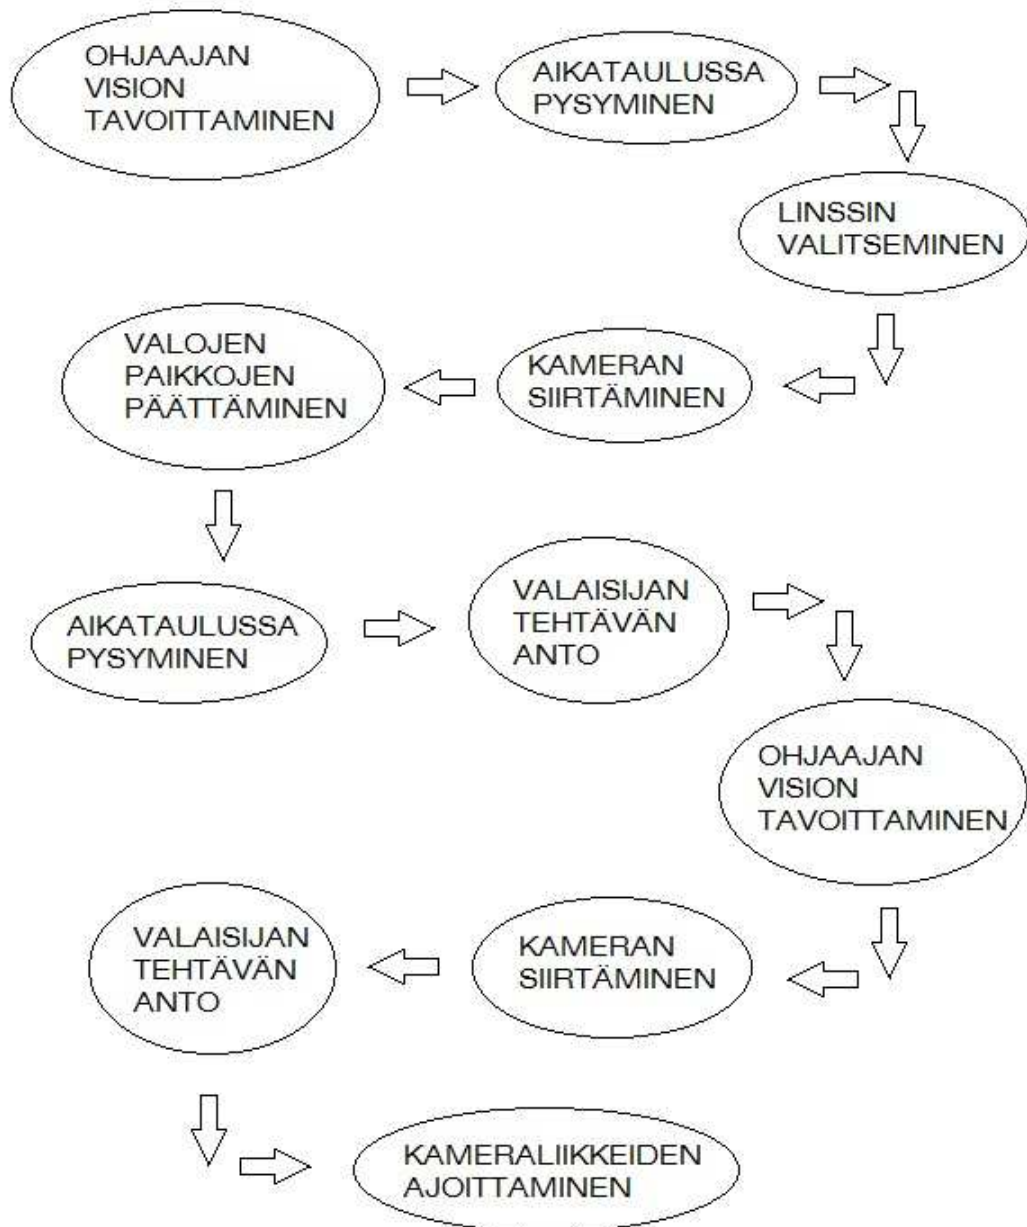 OHJAAJAN
VISION
TAVOITTAMINEN
AIKATAULUSSA
PYSYMINEN
LINSSIN
VALITSEMINEN
KAMERAN
SIIRTÄMINEN
VALOJEN
PAIKKOJEN
PÄÄTTÄMINEN
AIKATAULUSSA
PYSYMINEN
VALAISIJAN
TEHTÄVÄN
ANTO
OHJAAJAN
VISION
TAVOITTAMINEN
KAMERAN
SIIRTÄMINEN
VALAISIJAN
TEHTÄVÄN
ANTO
KAMERALIIKKEIDEN
AJOITTAMINEN